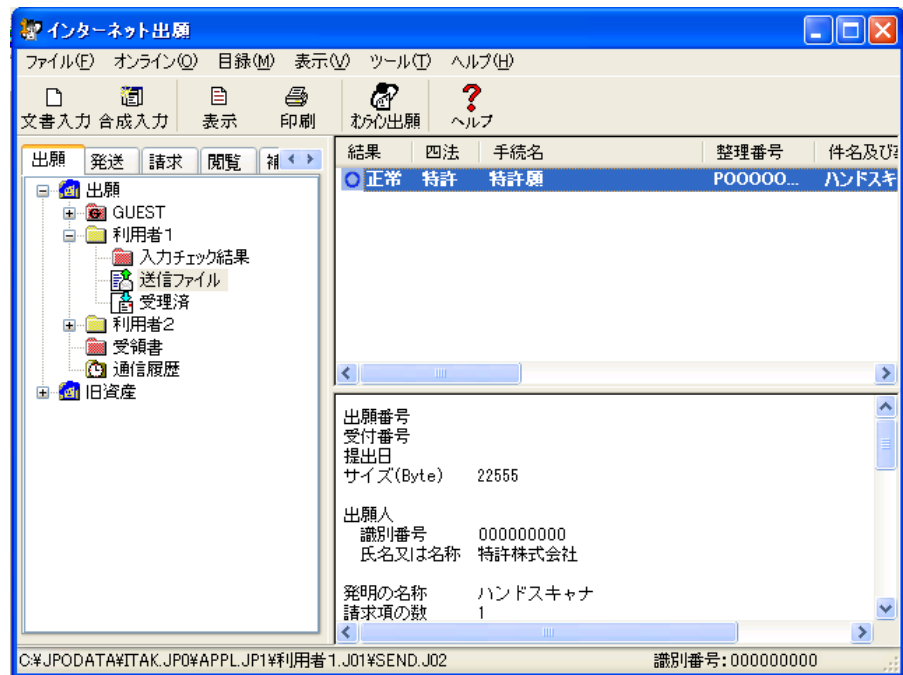 インターネット出願
ファイル(F) オンライン(O) 目録(M) 表示(V) ツール(T) ヘルプ(H)
文書入力 合成入力 表示 印刷 オンライン出願 ヘルプ
出願 発送 請求 閲覧 補
出願
GUEST
利用者1
入力チェック結果
送信ファイル
受理済
利用者2
受領書
通信履歴
旧資産
結果 四法 手続名 整理番号 件名及び
正常 特許 特許願 P00000... ハンドスキ
出願番号
受付番号
提出日
サイズ(Byte) 22555
出願人
識別番号 000000000
氏名又は名称 特許株式会社
発明の名称 ハンドスキャナ
請求項の数 1
C:¥JPODATA¥ITAK.JP0¥APPL.JP1¥利用者1.J01¥SEND.J02 識別番号:000000000